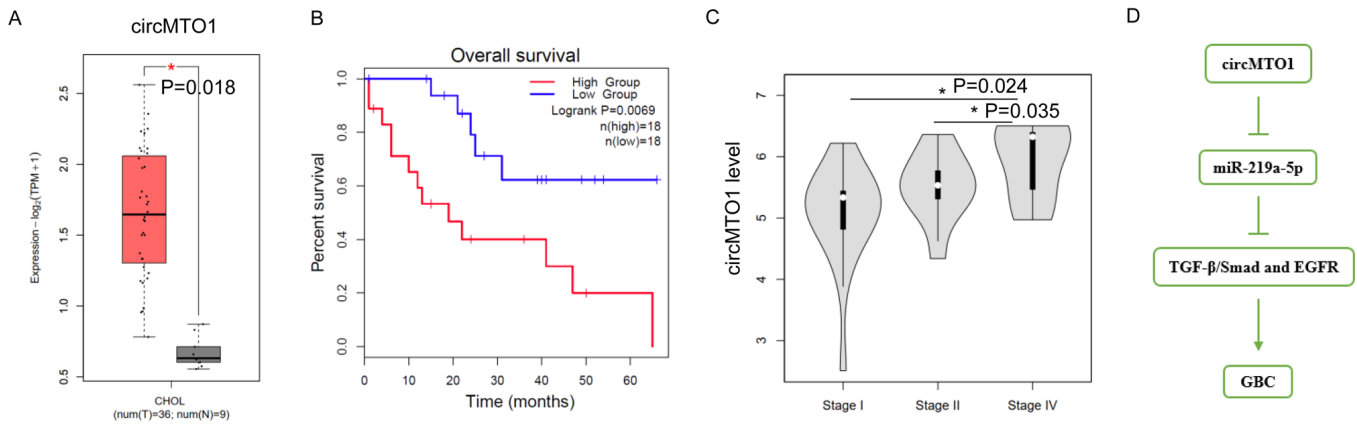 A
circMTO1
*
P=0.018
Expression − log₂(TPM + 1)
2.5
2.0
1.5
1.0
0.5
CHOL
(num(T)=36; num(N)=9)
B
Overall survival
High Group
Low Group
Logrank P=0.0069
n(high)=18
n(low)=18
Percent survival
1.0
0.8
0.6
0.4
0.2
0.0
0
10
20
30
40
50
60
Time (months)
C
* P=0.024
* P=0.035
circMTO1 level
7
6
5
4
3
Stage I
Stage II
Stage IV
D
circMTO1
miR-219a-5p
TGF-β/Smad and EGFR
GBC